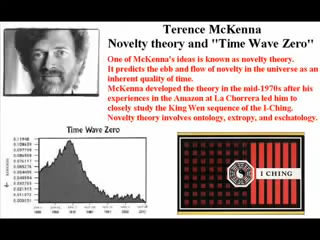 Terence McKenna
Novelty theory and "Time Wave Zero"
One of McKenna's ideas is known as novelty theory.
It predicts the ebb and flow of novelty in the universe as an
inherent quality of time.
McKenna developed the theory in the mid-1970s after his
experiences in the Amazon at La Chorrera led him to
closely study the King Wen sequence of the I-Ching.
Novelty theory involves ontology, extropy, and eschatology.
Time Wave Zero
I CHING